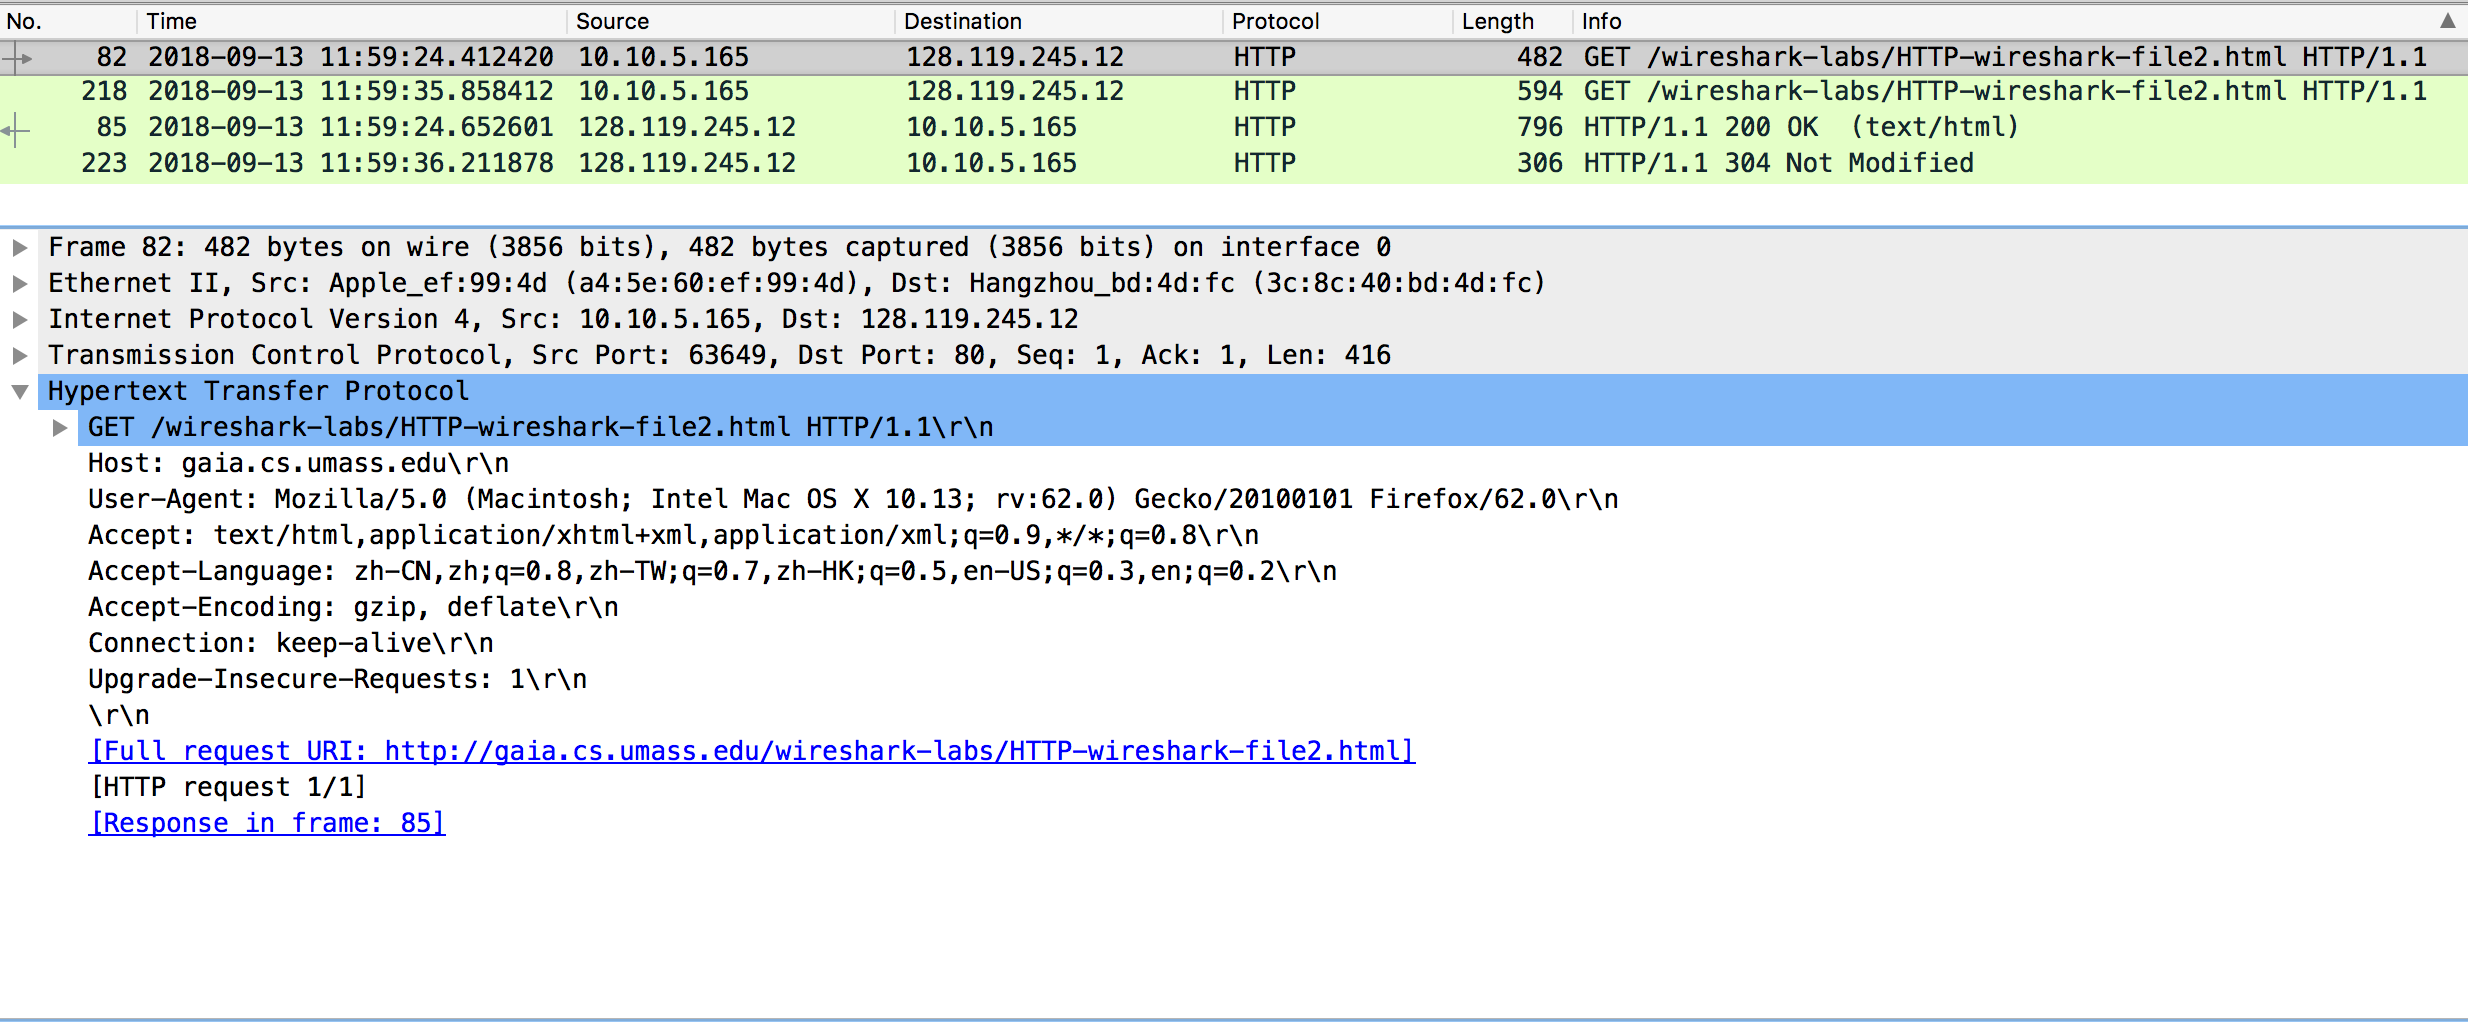 No. Time Source Destination Protocol Length Info
82 2018-09-13 11:59:24.412420 10.10.5.165 128.119.245.12 HTTP 482 GET /wireshark-labs/HTTP-wireshark-file2.html HTTP/1.1
218 2018-09-13 11:59:35.858412 10.10.5.165 128.119.245.12 HTTP 594 GET /wireshark-labs/HTTP-wireshark-file2.html HTTP/1.1
85 2018-09-13 11:59:24.652601 128.119.245.12 10.10.5.165 HTTP 796 HTTP/1.1 200 OK  (text/html)
223 2018-09-13 11:59:36.211878 128.119.245.12 10.10.5.165 HTTP 306 HTTP/1.1 304 Not Modified
Frame 82: 482 bytes on wire (3856 bits), 482 bytes captured (3856 bits) on interface 0
Ethernet II, Src: Apple_ef:99:4d (a4:5e:60:ef:99:4d), Dst: Hangzhou_bd:4d:fc (3c:8c:40:bd:4d:fc)
Internet Protocol Version 4, Src: 10.10.5.165, Dst: 128.119.245.12
Transmission Control Protocol, Src Port: 63649, Dst Port: 80, Seq: 1, Ack: 1, Len: 416
Hypertext Transfer Protocol
GET /wireshark-labs/HTTP-wireshark-file2.html HTTP/1.1\r\n
Host: gaia.cs.umass.edu\r\n
User-Agent: Mozilla/5.0 (Macintosh; Intel Mac OS X 10.13; rv:62.0) Gecko/20100101 Firefox/62.0\r\n
Accept: text/html,application/xhtml+xml,application/xml;q=0.9,*/*;q=0.8\r\n
Accept-Language: zh-CN,zh;q=0.8,zh-TW;q=0.7,zh-HK;q=0.5,en-US;q=0.3,en;q=0.2\r\n
Accept-Encoding: gzip, deflate\r\n
Connection: keep-alive\r\n
Upgrade-Insecure-Requests: 1\r\n
\r\n
[Full request URI: http://gaia.cs.umass.edu/wireshark-labs/HTTP-wireshark-file2.html]
[HTTP request 1/1]
[Response in frame: 85]